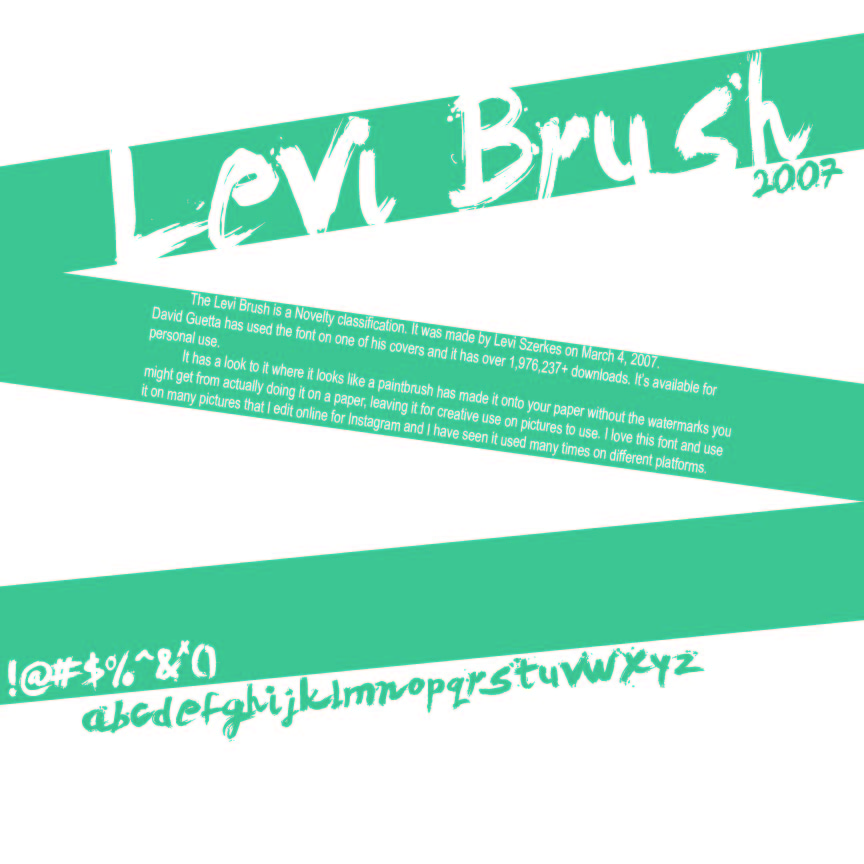 Levi Brush
2007
The Levi Brush is a Novelty classification. It was made by Levi Szerkes on March 4, 2007.
David Guetta has used the font on one of his covers and it has over 1,976,237+ downloads. It's available for
personal use.
It has a look to it where it looks like a paintbrush has made it onto your paper without the watermarks you
might get from actually doing it on a paper, leaving it for creative use on pictures to use. I love this font and use
it on many pictures that I edit online for Instagram and I have seen it used many times on different platforms.
!@#$%^&*()
abcdefghijklmnopqrstuvwxyz